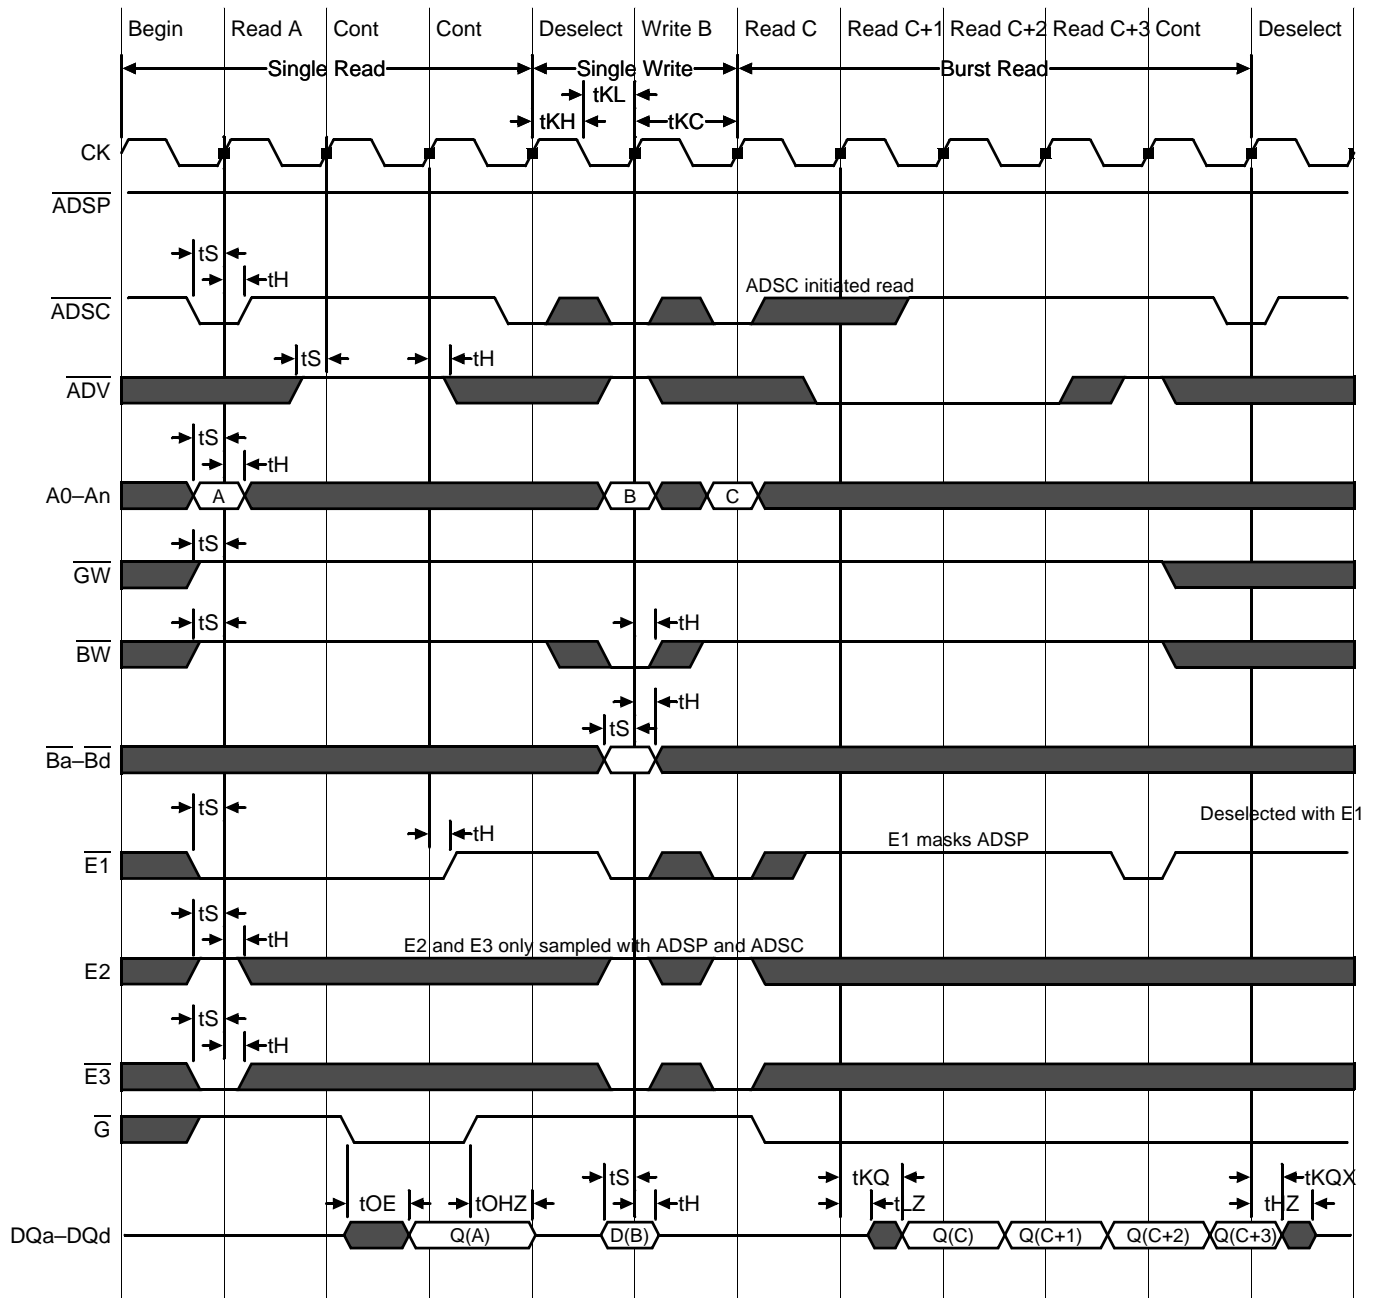 Begin Read A Cont Cont Deselect Write B Read C Read C+1 Read C+2 Read C+3 Cont Deselect
Single Read Single Write Burst Read
tKL
tKH tKC
CK
ADSP
tS
tH
ADSC initiated read
ADSC
tS tH
ADV
tS
tH
A0–An A B C
tS
GW
tS tH
BW
tH
tS
Ba–Bd
tS
Deselected with E1
tH
E1 masks ADSP
E1
tS
tH
E2 and E3 only sampled with ADSP and ADSC
E2
tS
tH
E3
G
tS tKQ tKQX
tOE tOHZ tH tLZ tHZ
DQa–DQd Q(A) D(B) Q(C) Q(C+1) Q(C+2) Q(C+3)